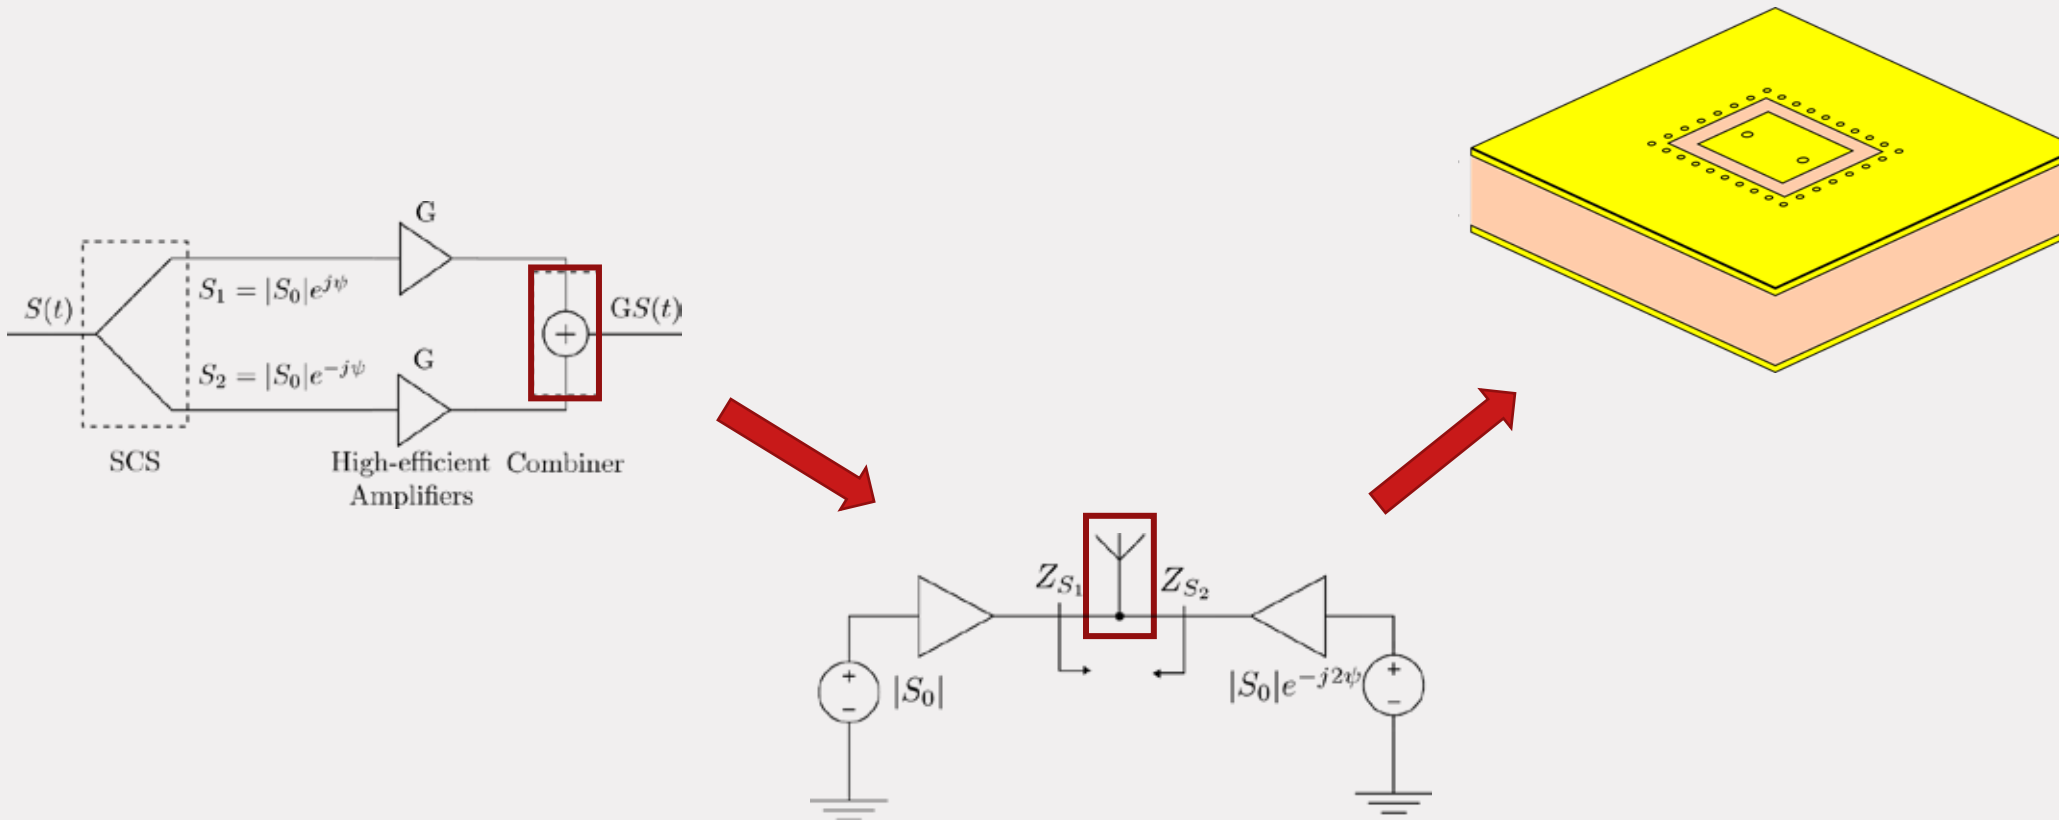 G
S(t)
S₁ = |S₀|e^{jψ}
GS(t)
S₂ = |S₀|e^{-jψ}
G
SCS
High-efficient
Amplifiers
Combiner
Z_{S₁}
Z_{S₂}
+
−
|S₀|
|S₀|e^{-j2ψ}
+
−